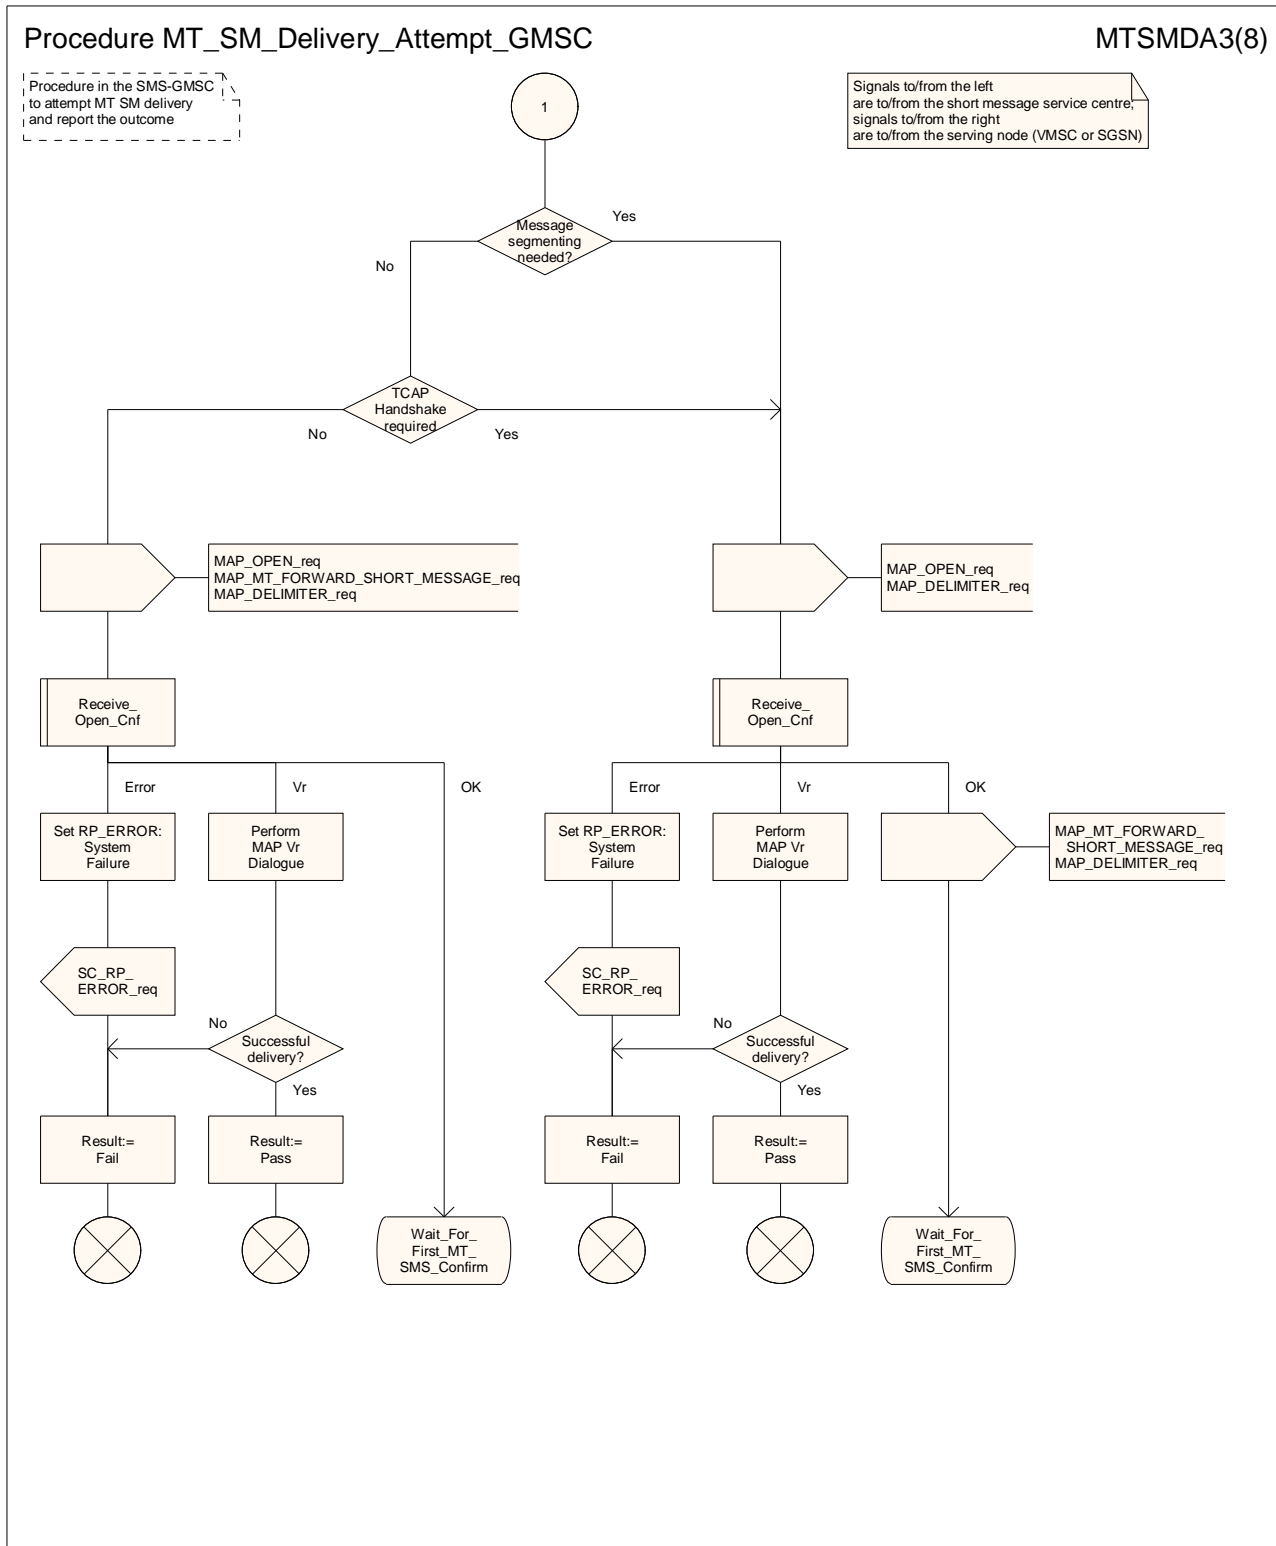 Procedure MT_SM_Delivery_Attempt_GMSC
MTSMDA3(8)
Procedure in the SMS-GMSC
to attempt MT SM delivery
and report the outcome
1
Signals to/from the left
are to/from the short message service centre;
signals to/from the right
are to/from the serving node (VMSC or SGSN)
Message
segmenting
needed?
Yes
No
TCAP
Handshake
required
No
Yes
MAP_OPEN_req
MAP_MT_FORWARD_SHORT_MESSAGE_req
MAP_DELIMITER_req
MAP_OPEN_req
MAP_DELIMITER_req
Receive_
Open_Cnf
Receive_
Open_Cnf
Error
Vr
OK
Error
Vr
OK
Set RP_ERROR:
System
Failure
Perform
MAP Vr
Dialogue
Set RP_ERROR:
System
Failure
Perform
MAP Vr
Dialogue
MAP_MT_FORWARD_
SHORT_MESSAGE_req
MAP_DELIMITER_req
SC_RP_
ERROR_req
SC_RP_
ERROR_req
No
Successful
delivery?
Yes
No
Successful
delivery?
Yes
Result:=
Fail
Result:=
Pass
Result:=
Fail
Result:=
Pass
Wait_For_
First_MT_
SMS_Confirm
Wait_For_
First_MT_
SMS_Confirm